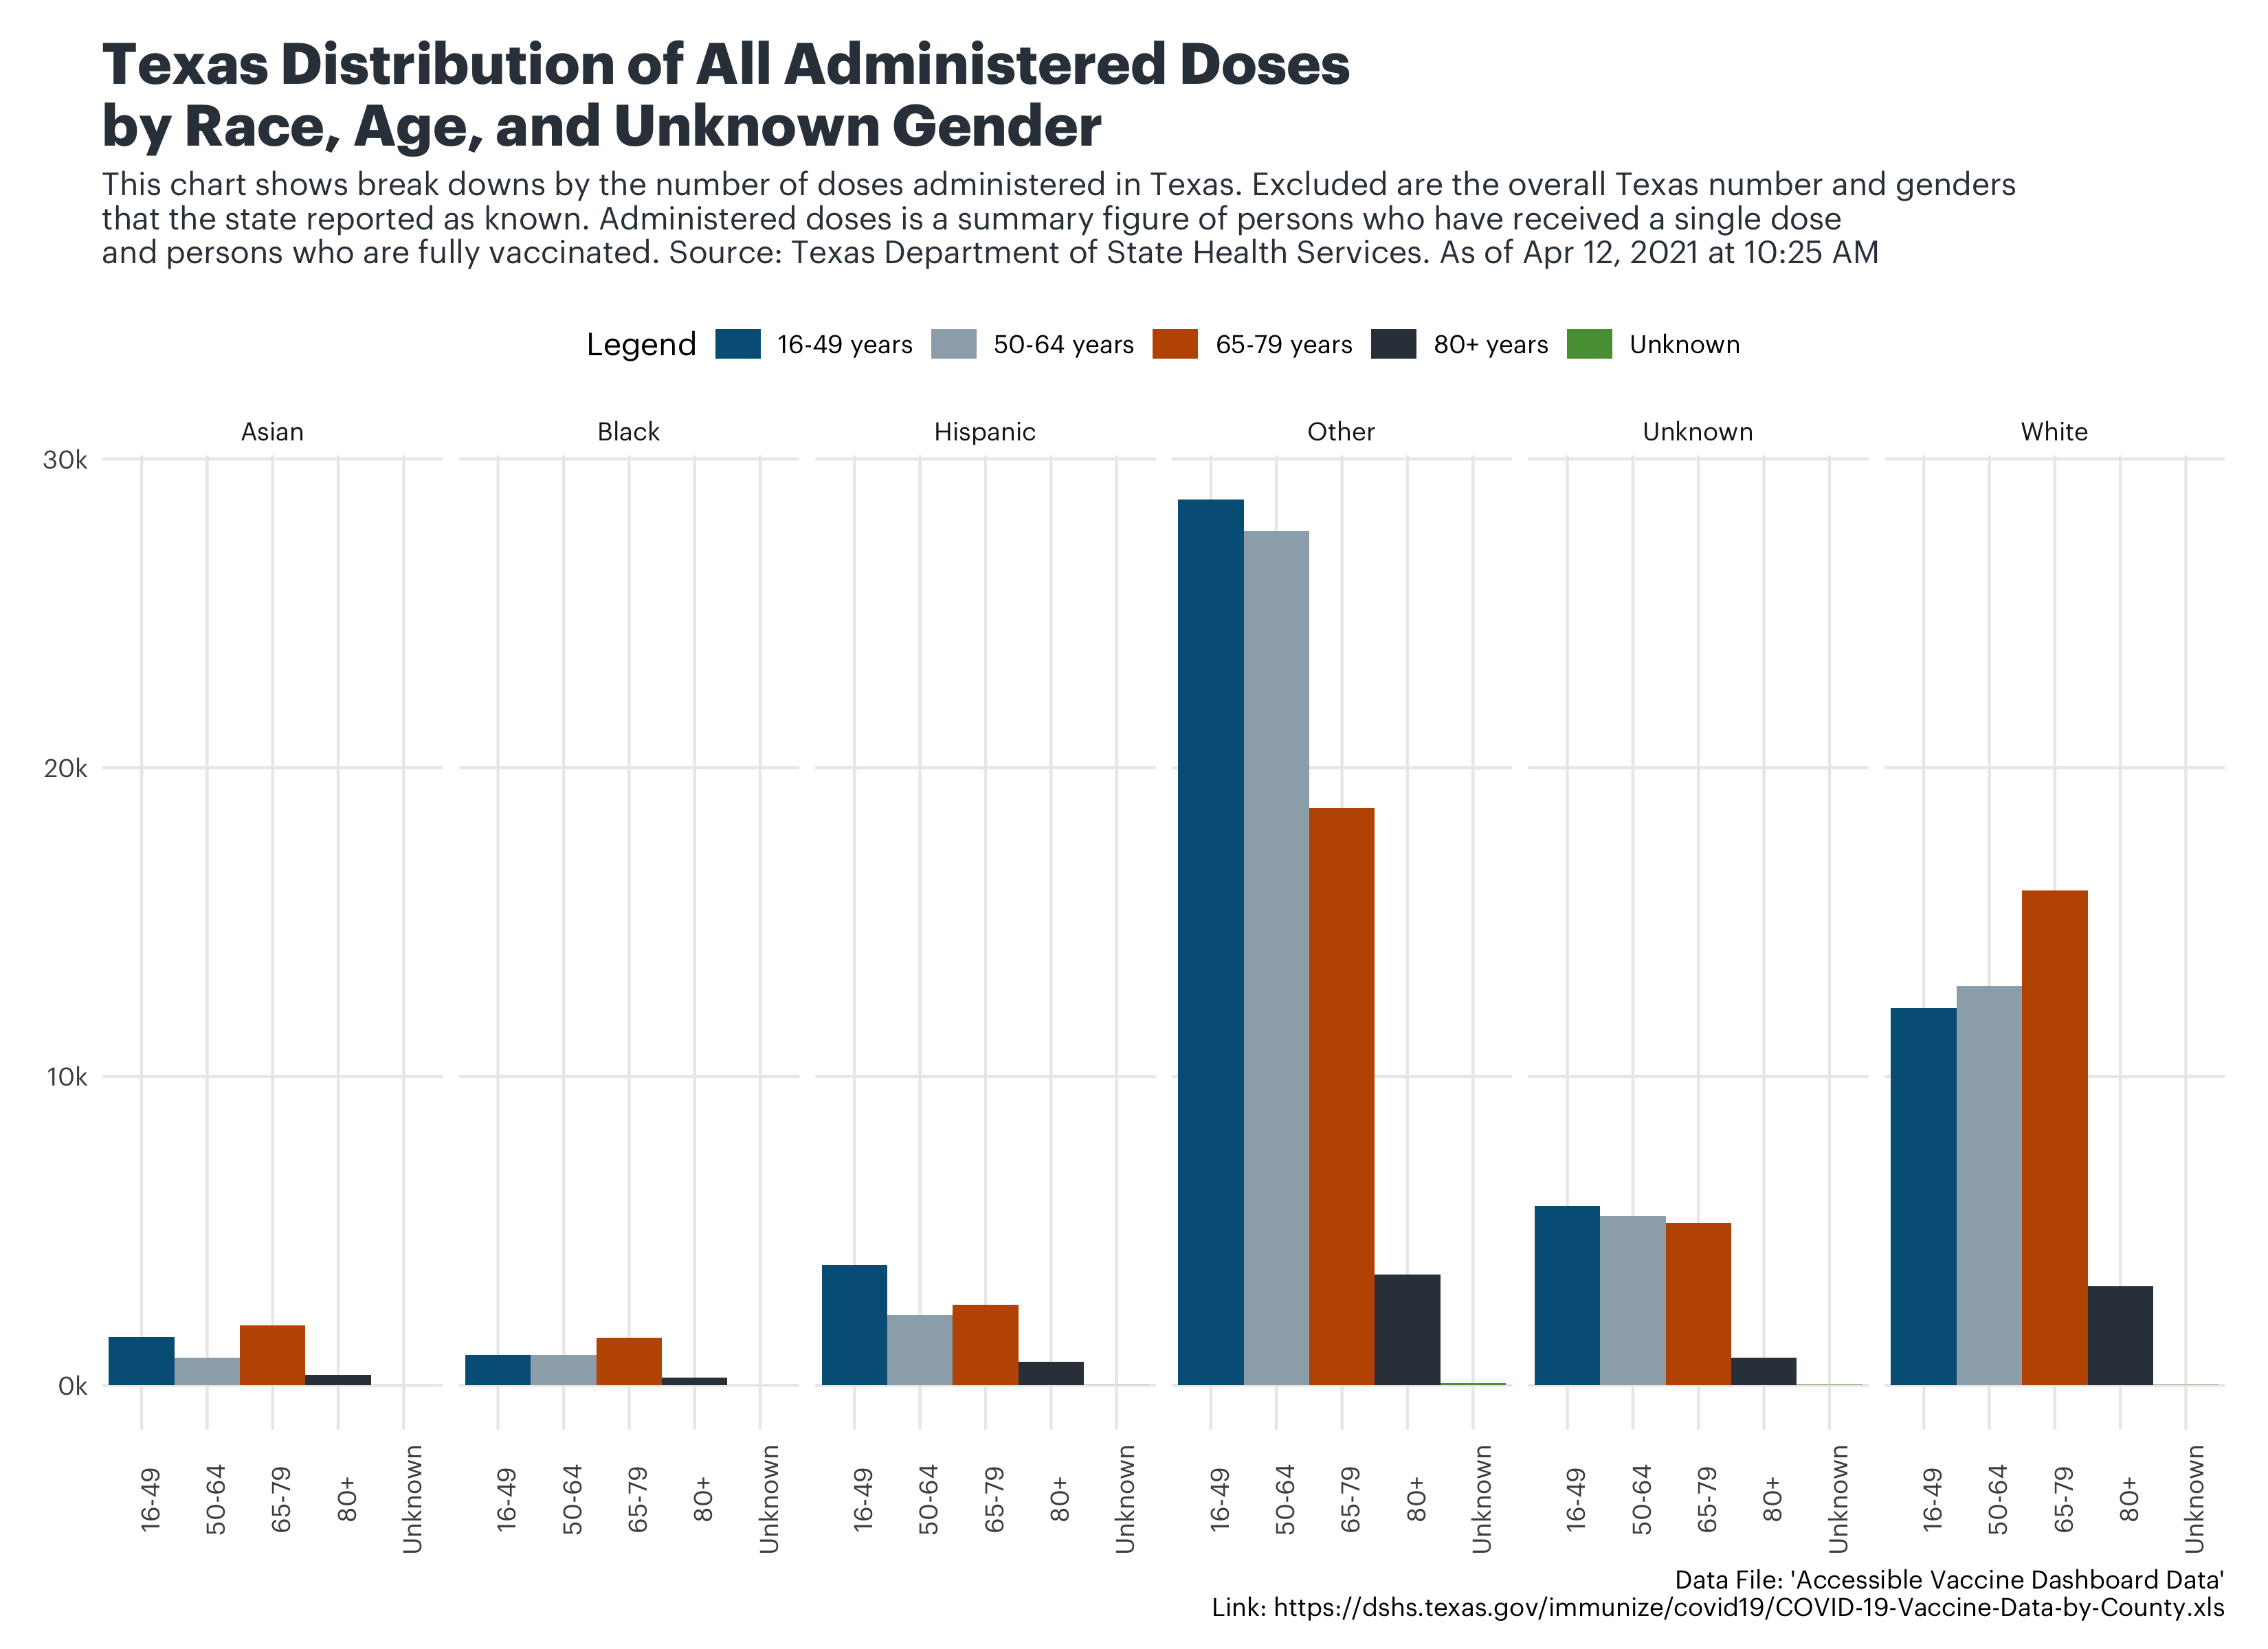 Texas Distribution of All Administered Doses
by Race, Age, and Unknown Gender
This chart shows break downs by the number of doses administered in Texas. Excluded are the overall Texas number and genders
that the state reported as known. Administered doses is a summary figure of persons who have received a single dose
and persons who are fully vaccinated. Source: Texas Department of State Health Services. As of Apr 12, 2021 at 10:25 AM
Legend 16-49 years 50-64 years 65-79 years 80+ years Unknown
Asian Black Hispanic Other Unknown White
30k
20k
10k
0k
16-49 50-64 65-79 80+ Unknown 16-49 50-64 65-79 80+ Unknown 16-49 50-64 65-79 80+ Unknown 16-49 50-64 65-79 80+ Unknown 16-49 50-64 65-79 80+ Unknown 16-49 50-64 65-79 80+ Unknown
Data File: 'Accessible Vaccine Dashboard Data'
Link: https://dshs.texas.gov/immunize/covid19/COVID-19-Vaccine-Data-by-County.xls